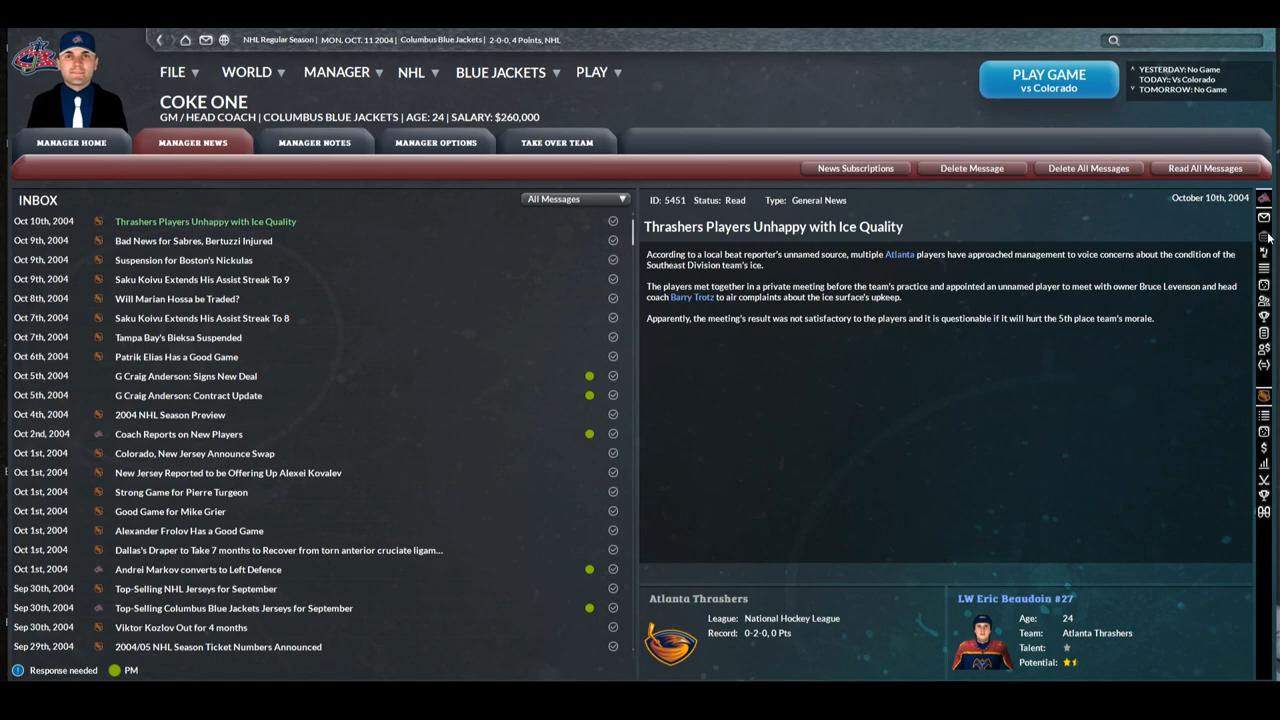 NHL Regular Season | MON. OCT. 11 2004 | Columbus Blue Jackets | 2-0-0, 4 Points, NHL
FILE WORLD MANAGER NHL BLUE JACKETS PLAY
PLAY GAME
vs Colorado
YESTERDAY: No Game
TODAY:: Vs Colorado
TOMORROW: No Game
COKE ONE
GM / HEAD COACH | COLUMBUS BLUE JACKETS | AGE: 24 | SALARY: $260,000
MANAGER HOME MANAGER NEWS MANAGER NOTES MANAGER OPTIONS TAKE OVER TEAM
News Subscriptions Delete Message Delete All Messages Read All Messages
INBOX All Messages
Oct 10th, 2004 Thrashers Players Unhappy with Ice Quality
Oct 9th, 2004 Bad News for Sabres, Bertuzzi Injured
Oct 9th, 2004 Suspension for Boston's Nickulas
Oct 9th, 2004 Saku Koivu Extends His Assist Streak To 9
Oct 8th, 2004 Will Marian Hossa be Traded?
Oct 7th, 2004 Saku Koivu Extends His Assist Streak To 8
Oct 7th, 2004 Tampa Bay's Bieksa Suspended
Oct 6th, 2004 Patrik Elias Has a Good Game
Oct 5th, 2004 G Craig Anderson: Signs New Deal
Oct 5th, 2004 G Craig Anderson: Contract Update
Oct 4th, 2004 2004 NHL Season Preview
Oct 2nd, 2004 Coach Reports on New Players
Oct 1st, 2004 Colorado, New Jersey Announce Swap
Oct 1st, 2004 New Jersey Reported to be Offering Up Alexei Kovalev
Oct 1st, 2004 Strong Game for Pierre Turgeon
Oct 1st, 2004 Good Game for Mike Grier
Oct 1st, 2004 Alexander Frolov Has a Good Game
Oct 1st, 2004 Dallas's Draper to Take 7 months to Recover from torn anterior cruciate ligam...
Oct 1st, 2004 Andrei Markov converts to Left Defence
Sep 30th, 2004 Top-Selling NHL Jerseys for September
Sep 30th, 2004 Top-Selling Columbus Blue Jackets Jerseys for September
Sep 30th, 2004 Viktor Kozlov Out for 4 months
Sep 29th, 2004 2004/05 NHL Season Ticket Numbers Announced
Response needed PM
ID: 5451 Status: Read Type: General News October 10th, 2004
Thrashers Players Unhappy with Ice Quality
According to a local beat reporter's unnamed source, multiple Atlanta players have approached management to voice concerns about the condition of the
Southeast Division team's ice.
The players met together in a private meeting before the team's practice and appointed an unnamed player to meet with owner Bruce Levenson and head
coach Barry Trotz to air complaints about the ice surface's upkeep.
Apparently, the meeting's result was not satisfactory to the players and it is questionable if it will hurt the 5th place team's morale.
Atlanta Thrashers
League: National Hockey League
Record: 0-2-0, 0 Pts
LW Eric Beaudoin #27
Age: 24
Team: Atlanta Thrashers
Talent:
Potential: